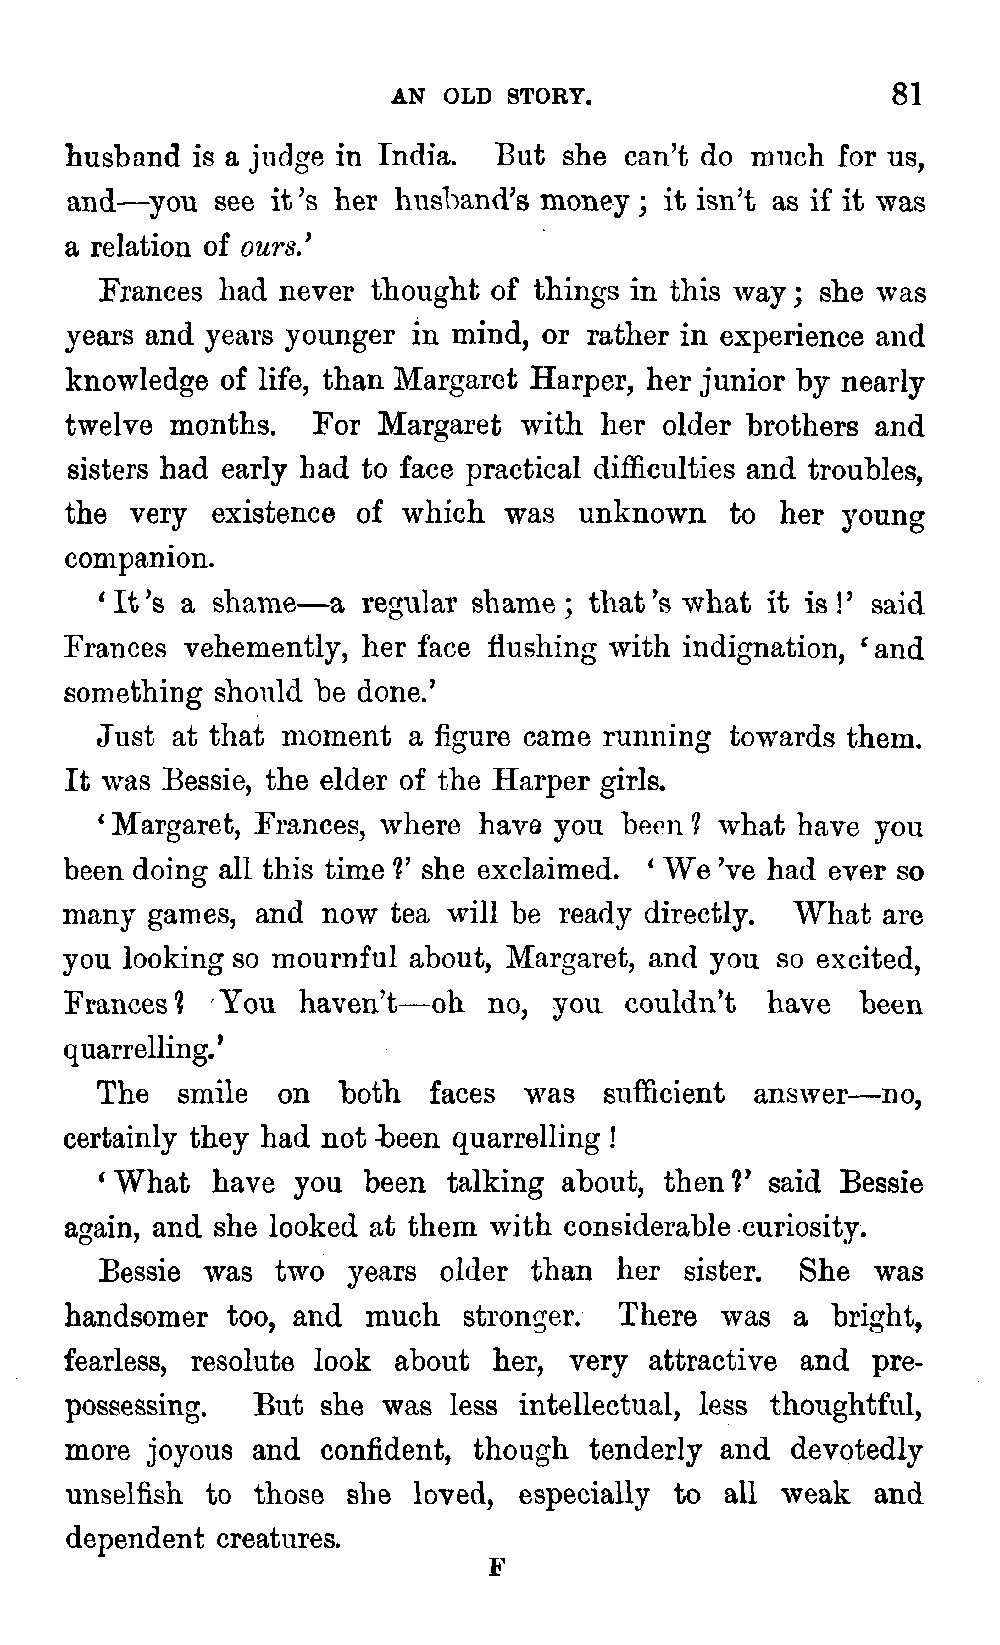 AN OLD STORY. 81
husband is a judge in India. But she can't do much for us,
and—you see it's her husband's money; it isn't as if it was
a relation of ours.'
Frances had never thought of things in this way; she was
years and years younger in mind, or rather in experience and
knowledge of life, than Margaret Harper, her junior by nearly
twelve months. For Margaret with her older brothers and
sisters had early had to face practical difficulties and troubles,
the very existence of which was unknown to her young
companion.
'It's a shame—a regular shame; that's what it is!' said
Frances vehemently, her face flushing with indignation, 'and
something should be done.'
Just at that moment a figure came running towards them.
It was Bessie, the elder of the Harper girls.
'Margaret, Frances, where have you been? what have you
been doing all this time?' she exclaimed. 'We've had ever so
many games, and now tea will be ready directly. What are
you looking so mournful about, Margaret, and you so excited,
Frances? You haven't—oh no, you couldn't have been
quarrelling.'
The smile on both faces was sufficient answer—no,
certainly they had not been quarrelling!
'What have you been talking about, then?' said Bessie
again, and she looked at them with considerable curiosity.
Bessie was two years older than her sister. She was
handsomer too, and much stronger. There was a bright,
fearless, resolute look about her, very attractive and pre-
possessing. But she was less intellectual, less thoughtful,
more joyous and confident, though tenderly and devotedly
unselfish to those she loved, especially to all weak and
dependent creatures.
F